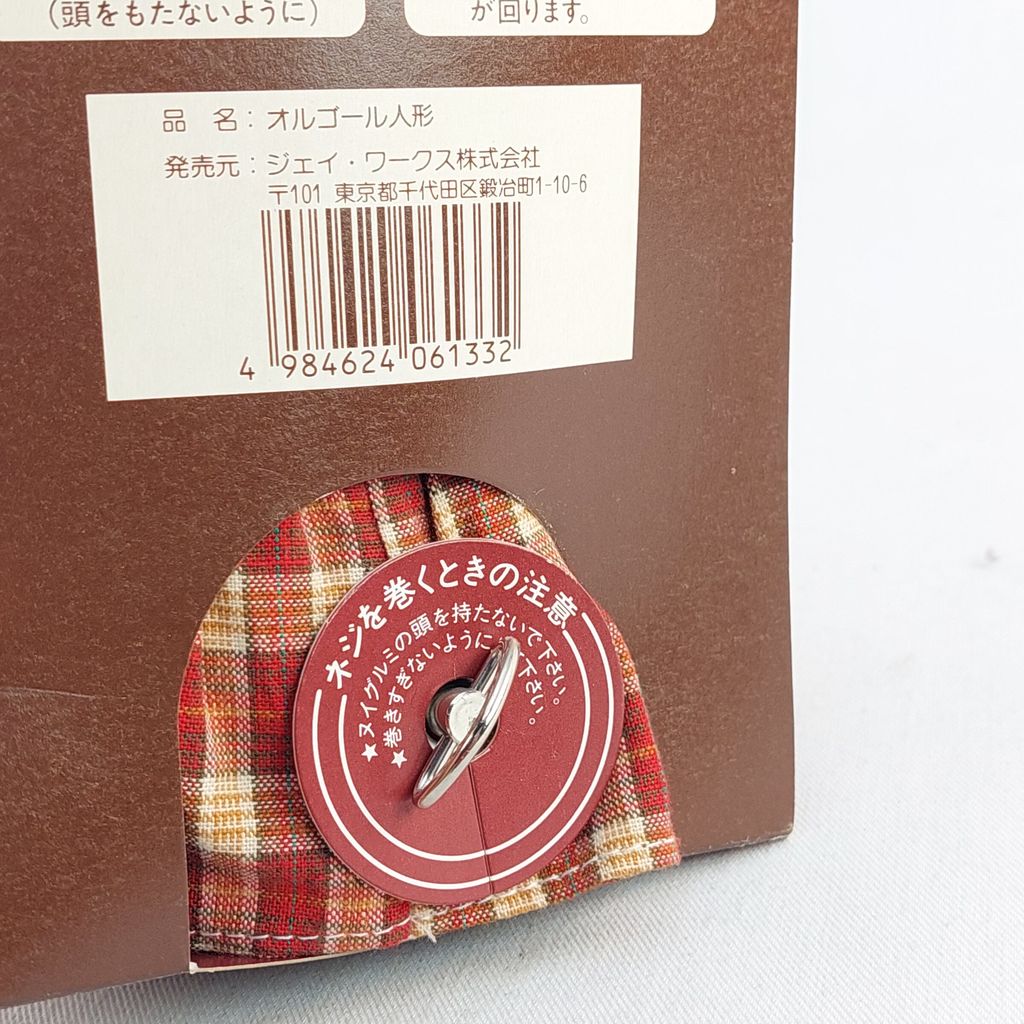 (頭をもたないように)
が回ります。
品 名：オルゴール人形
発売元：ジェイ・ワークス株式会社
〒101 東京都千代田区鍛冶町1-10-6
4 984624 061332
ネジを巻くときの注意
★ヌイグルミの頭を持たないで下さい。
★巻きすぎないように 下さい。